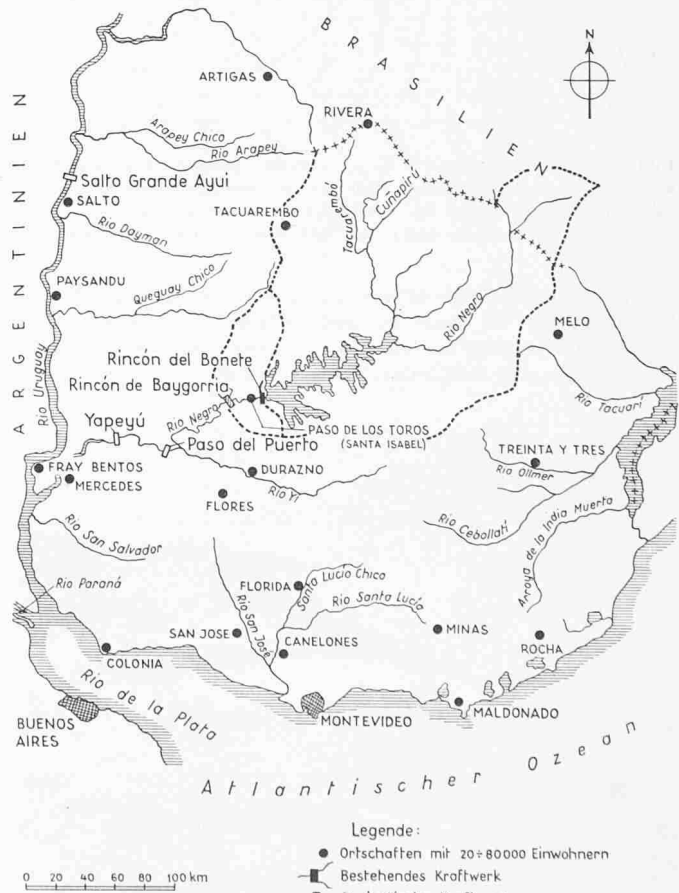 BRASILIEN
N
ARTIGAS
RIVERA
Arapey Chico
Rio Arapey
ARGENTINIEN
Salto Grande Ayui
SALTO
TACUAREMBO
Tacuarembó
Cuñapirú
Rio Dayman
PAYSANDU
Queguay Chico
Rio Negro
MELO
Rio Uruguay
Rincón del Bonete
Rincón de Baygorria
Rio Tacuarí
Yapeyú
Rio Negro
PASO DE LOS TOROS
(SANTA ISABEL)
Paso del Puerto
TREINTA Y TRES
FRAY BENTOS
DURAZNO
Rio Olimer
MERCEDES
Rio Yí
FLORES
Rio Cebollatí
Arroya de la India Muerta
Rio San Salvador
Rio Paraná
FLORIDA
Santa Lucio Chico
Rio Santa Lucía
Rio San José
SAN JOSE
CANELONES
MINAS
ROCHA
COLONIA
Rio de la Plata
BUENOS
AIRES
MONTEVIDEO
MALDONADO
Atlantischer Ozean
Legende:
Ortschaften mit 20÷80000 Einwohnern
Bestehendes Kraftwerk
0 20 40 60 80 100 km